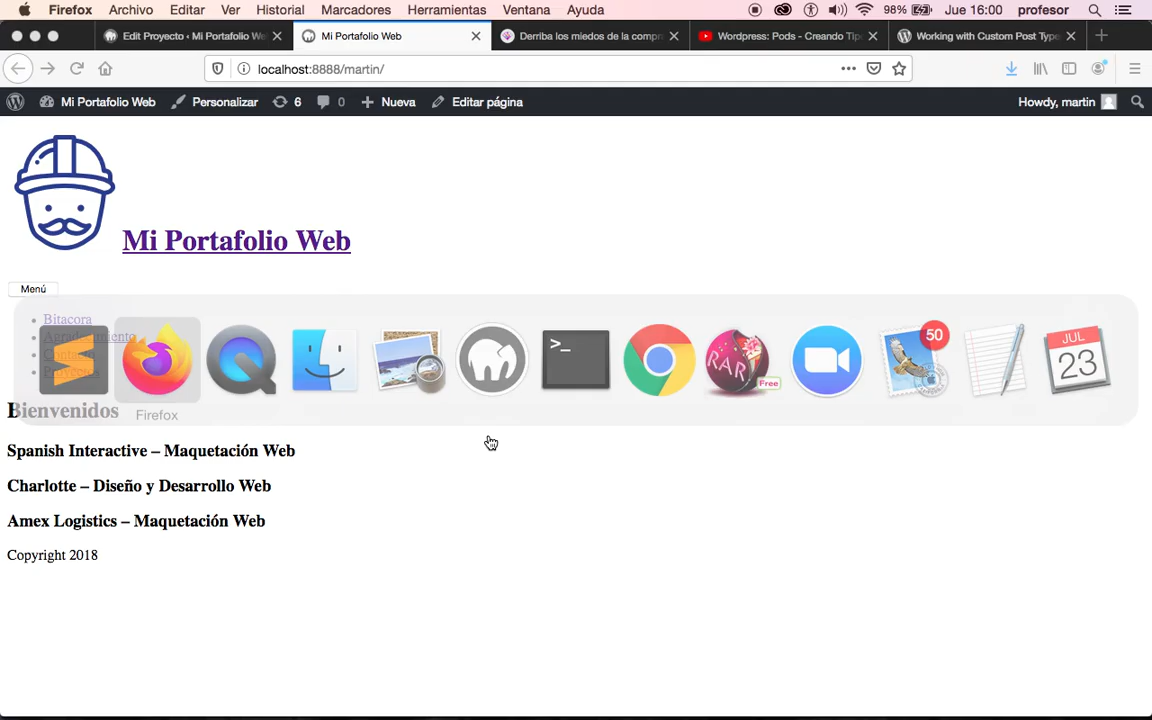 Firefox Archivo Editar Ver Historial Marcadores Herramientas Ventana Ayuda 98% Jue 16:00 profesor
Edit Proyecto ‹ Mi Portafolio We
Mi Portafolio Web
Derriba los miedos de la compr
Wordpress: Pods - Creando Tip
Working with Custom Post Type
localhost:8888/martin/
Mi Portafolio Web Personalizar 6 0 Nueva Editar página Howdy, martin
Mi Portafolio Web
Menú
Bitacora
Bienvenidos
>_
RAR
Free
50
JUL
23
Firefox
Spanish Interactive – Maquetación Web
Charlotte – Diseño y Desarrollo Web
Amex Logistics – Maquetación Web
Copyright 2018